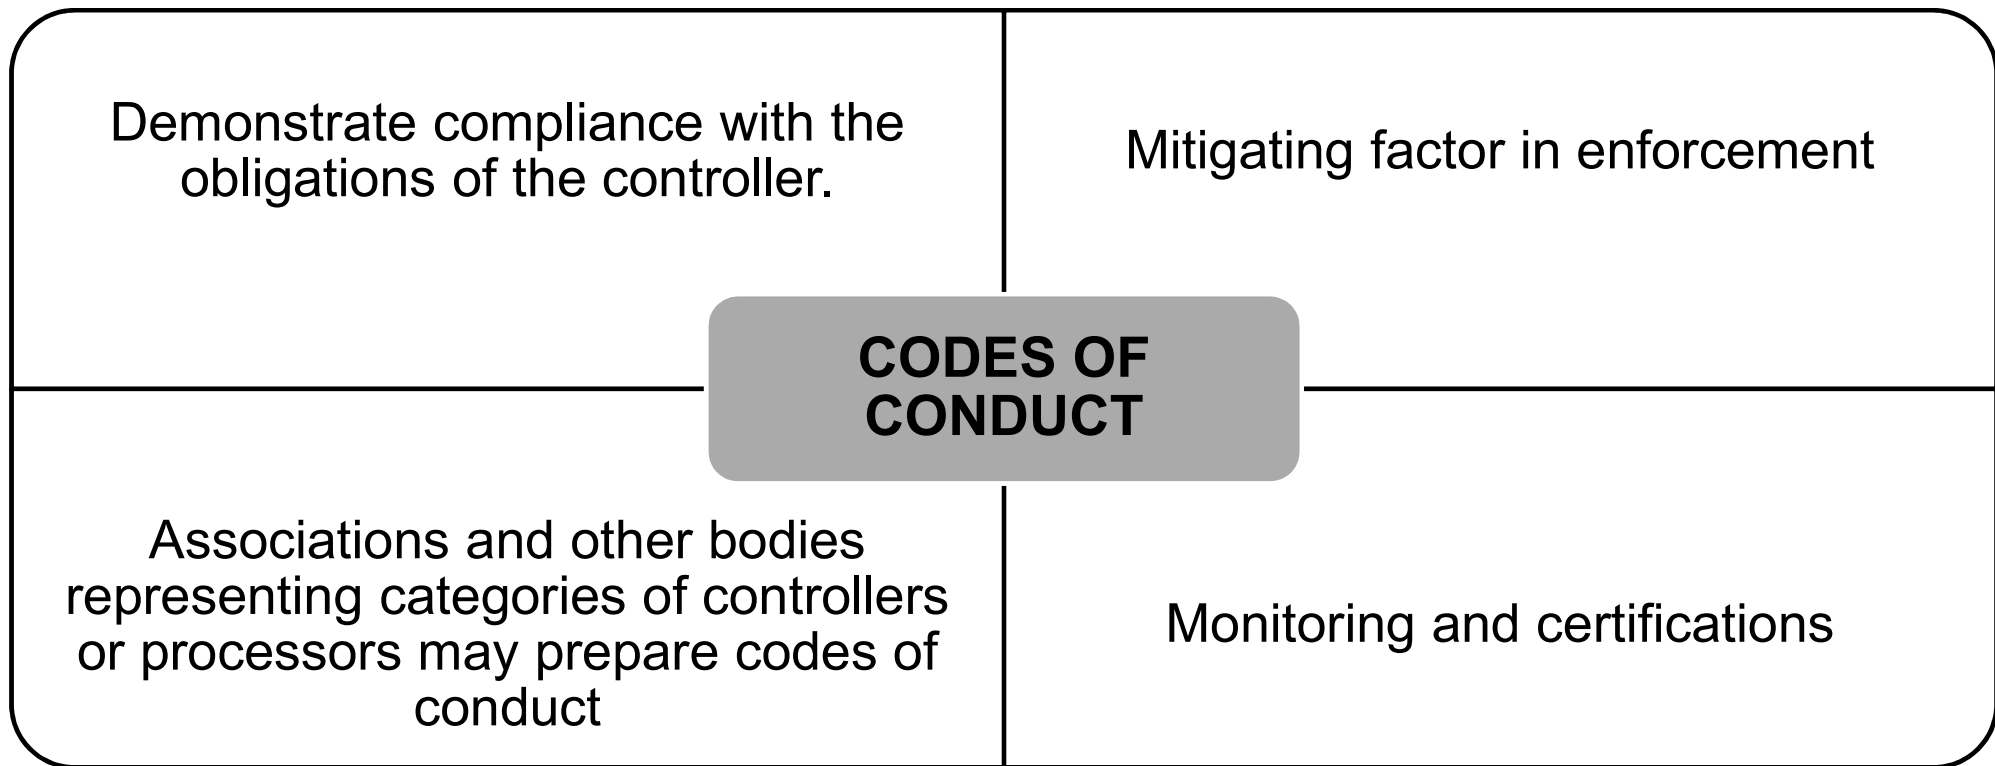 Demonstrate compliance with the
obligations of the controller.
Mitigating factor in enforcement
CODES OF
CONDUCT
Associations and other bodies
representing categories of controllers
or processors may prepare codes of
conduct
Monitoring and certifications